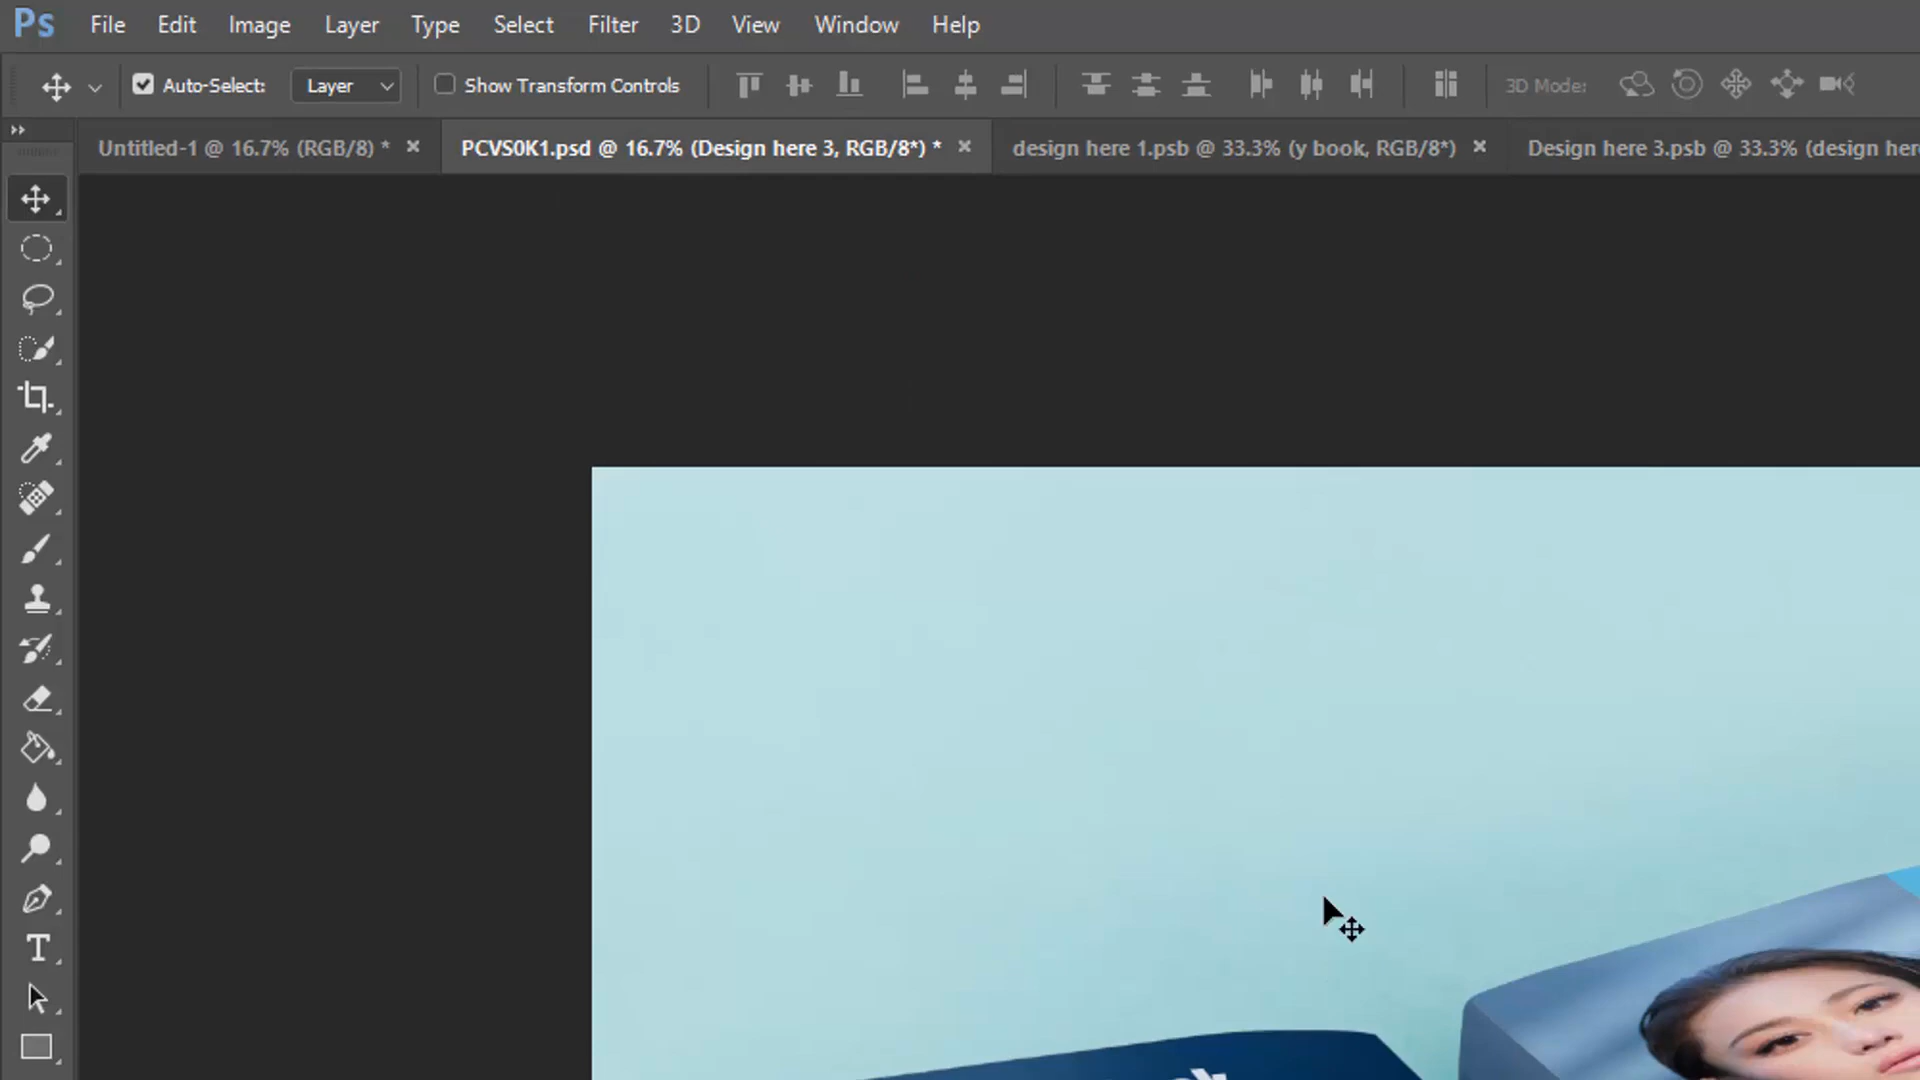 Ps File Edit Image Layer Type Select Filter 3D View Window Help
Auto-Select: Layer Show Transform Controls 3D Mode:
Untitled-1 @ 16.7% (RGB/8) * PCVS0K1.psd @ 16.7% (Design here 3, RGB/8*) * design here 1.psb @ 33.3% (y book, RGB/8*) Design here 3.psb @ 33.3% (design here
T